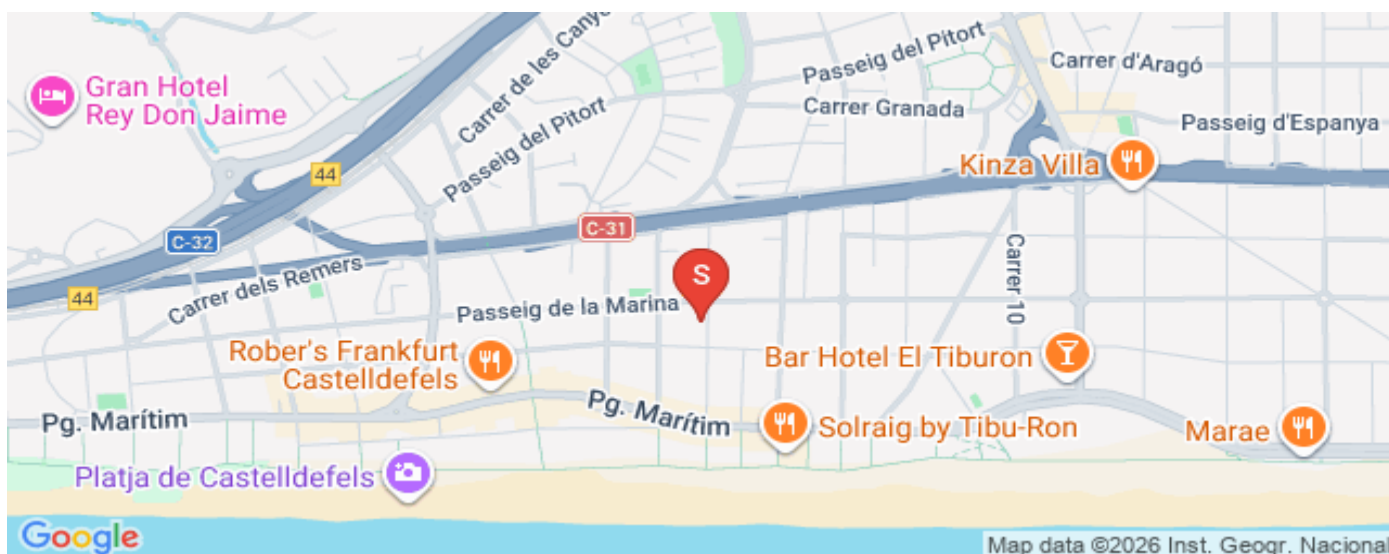 Gran Hotel
Rey Don Jaime
Carrer de les Canye
Passeig del Pitort
Passeig del Pitort
Carrer d'Aragó
Carrer Granada
Passeig d'Espanya
Kinza Villa
44
C-31
C-32
44
Carrer dels Remers
S
Carrer 10
Passeig de la Marina
Rober's Frankfurt
Castelldefels
Bar Hotel El Tiburon
Pg. Marítim
Pg. Marítim
Solraig by Tibu-Ron
Marae
Platja de Castelldefels
Google
Map data ©2026 Inst. Geogr. Nacional